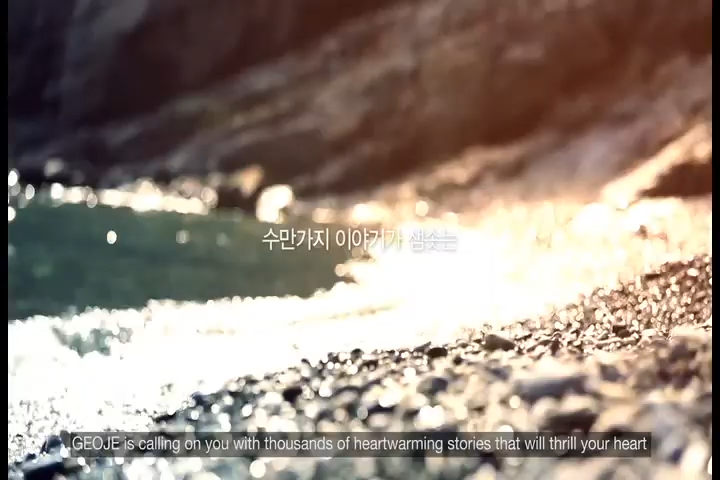 수만가지 이야기가 샘솟는
GEOJE is calling on you with thousands of heartwarming stories that will thrill your heart